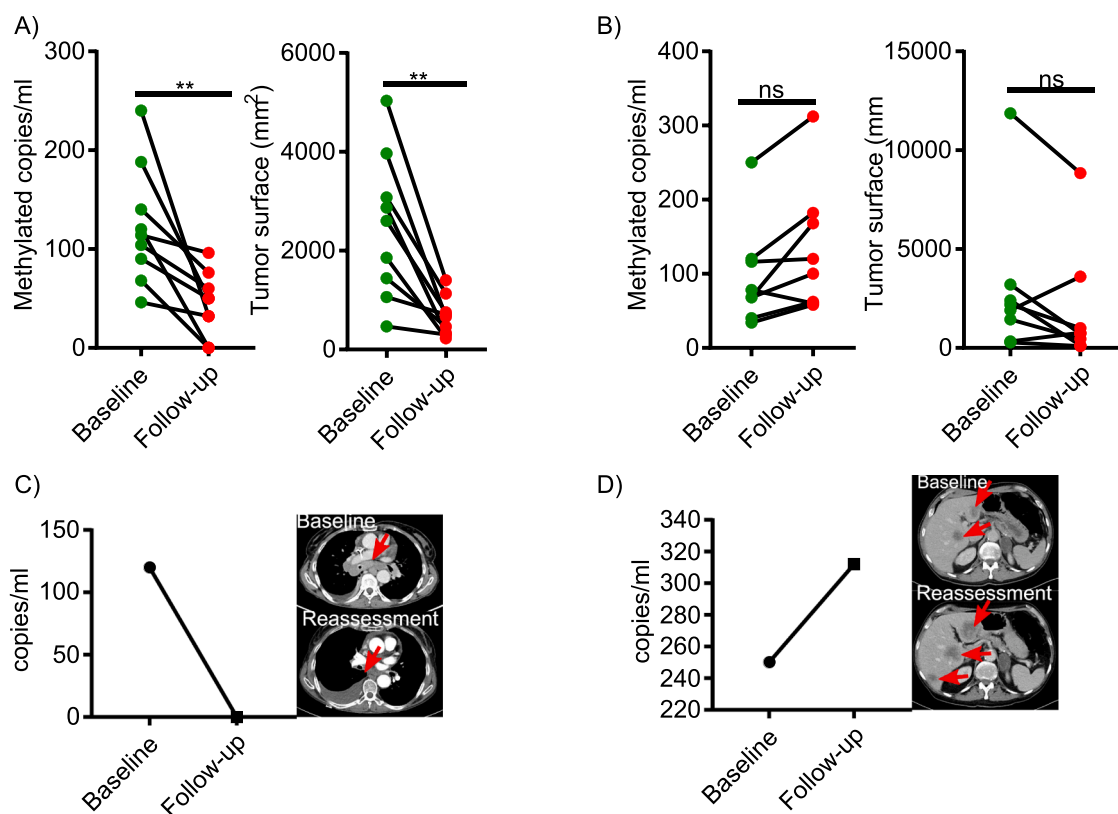 A)
Methylated copies/ml
300
200
100
0
**
Baseline
Follow-up
Tumor surface (mm²)
6000
4000
2000
0
**
Baseline
Follow-up
B)
Methylated copies/ml
400
300
200
100
0
ns
Baseline
Follow-up
Tumor surface (mm
15000
10000
5000
0
ns
Baseline
Follow-up
C)
copies/ml
150
100
50
0
Baseline
Follow-up
Baseline
Reassessment
D)
copies/ml
340
320
300
280
260
240
220
Baseline
Follow-up
Baseline
Reassessment